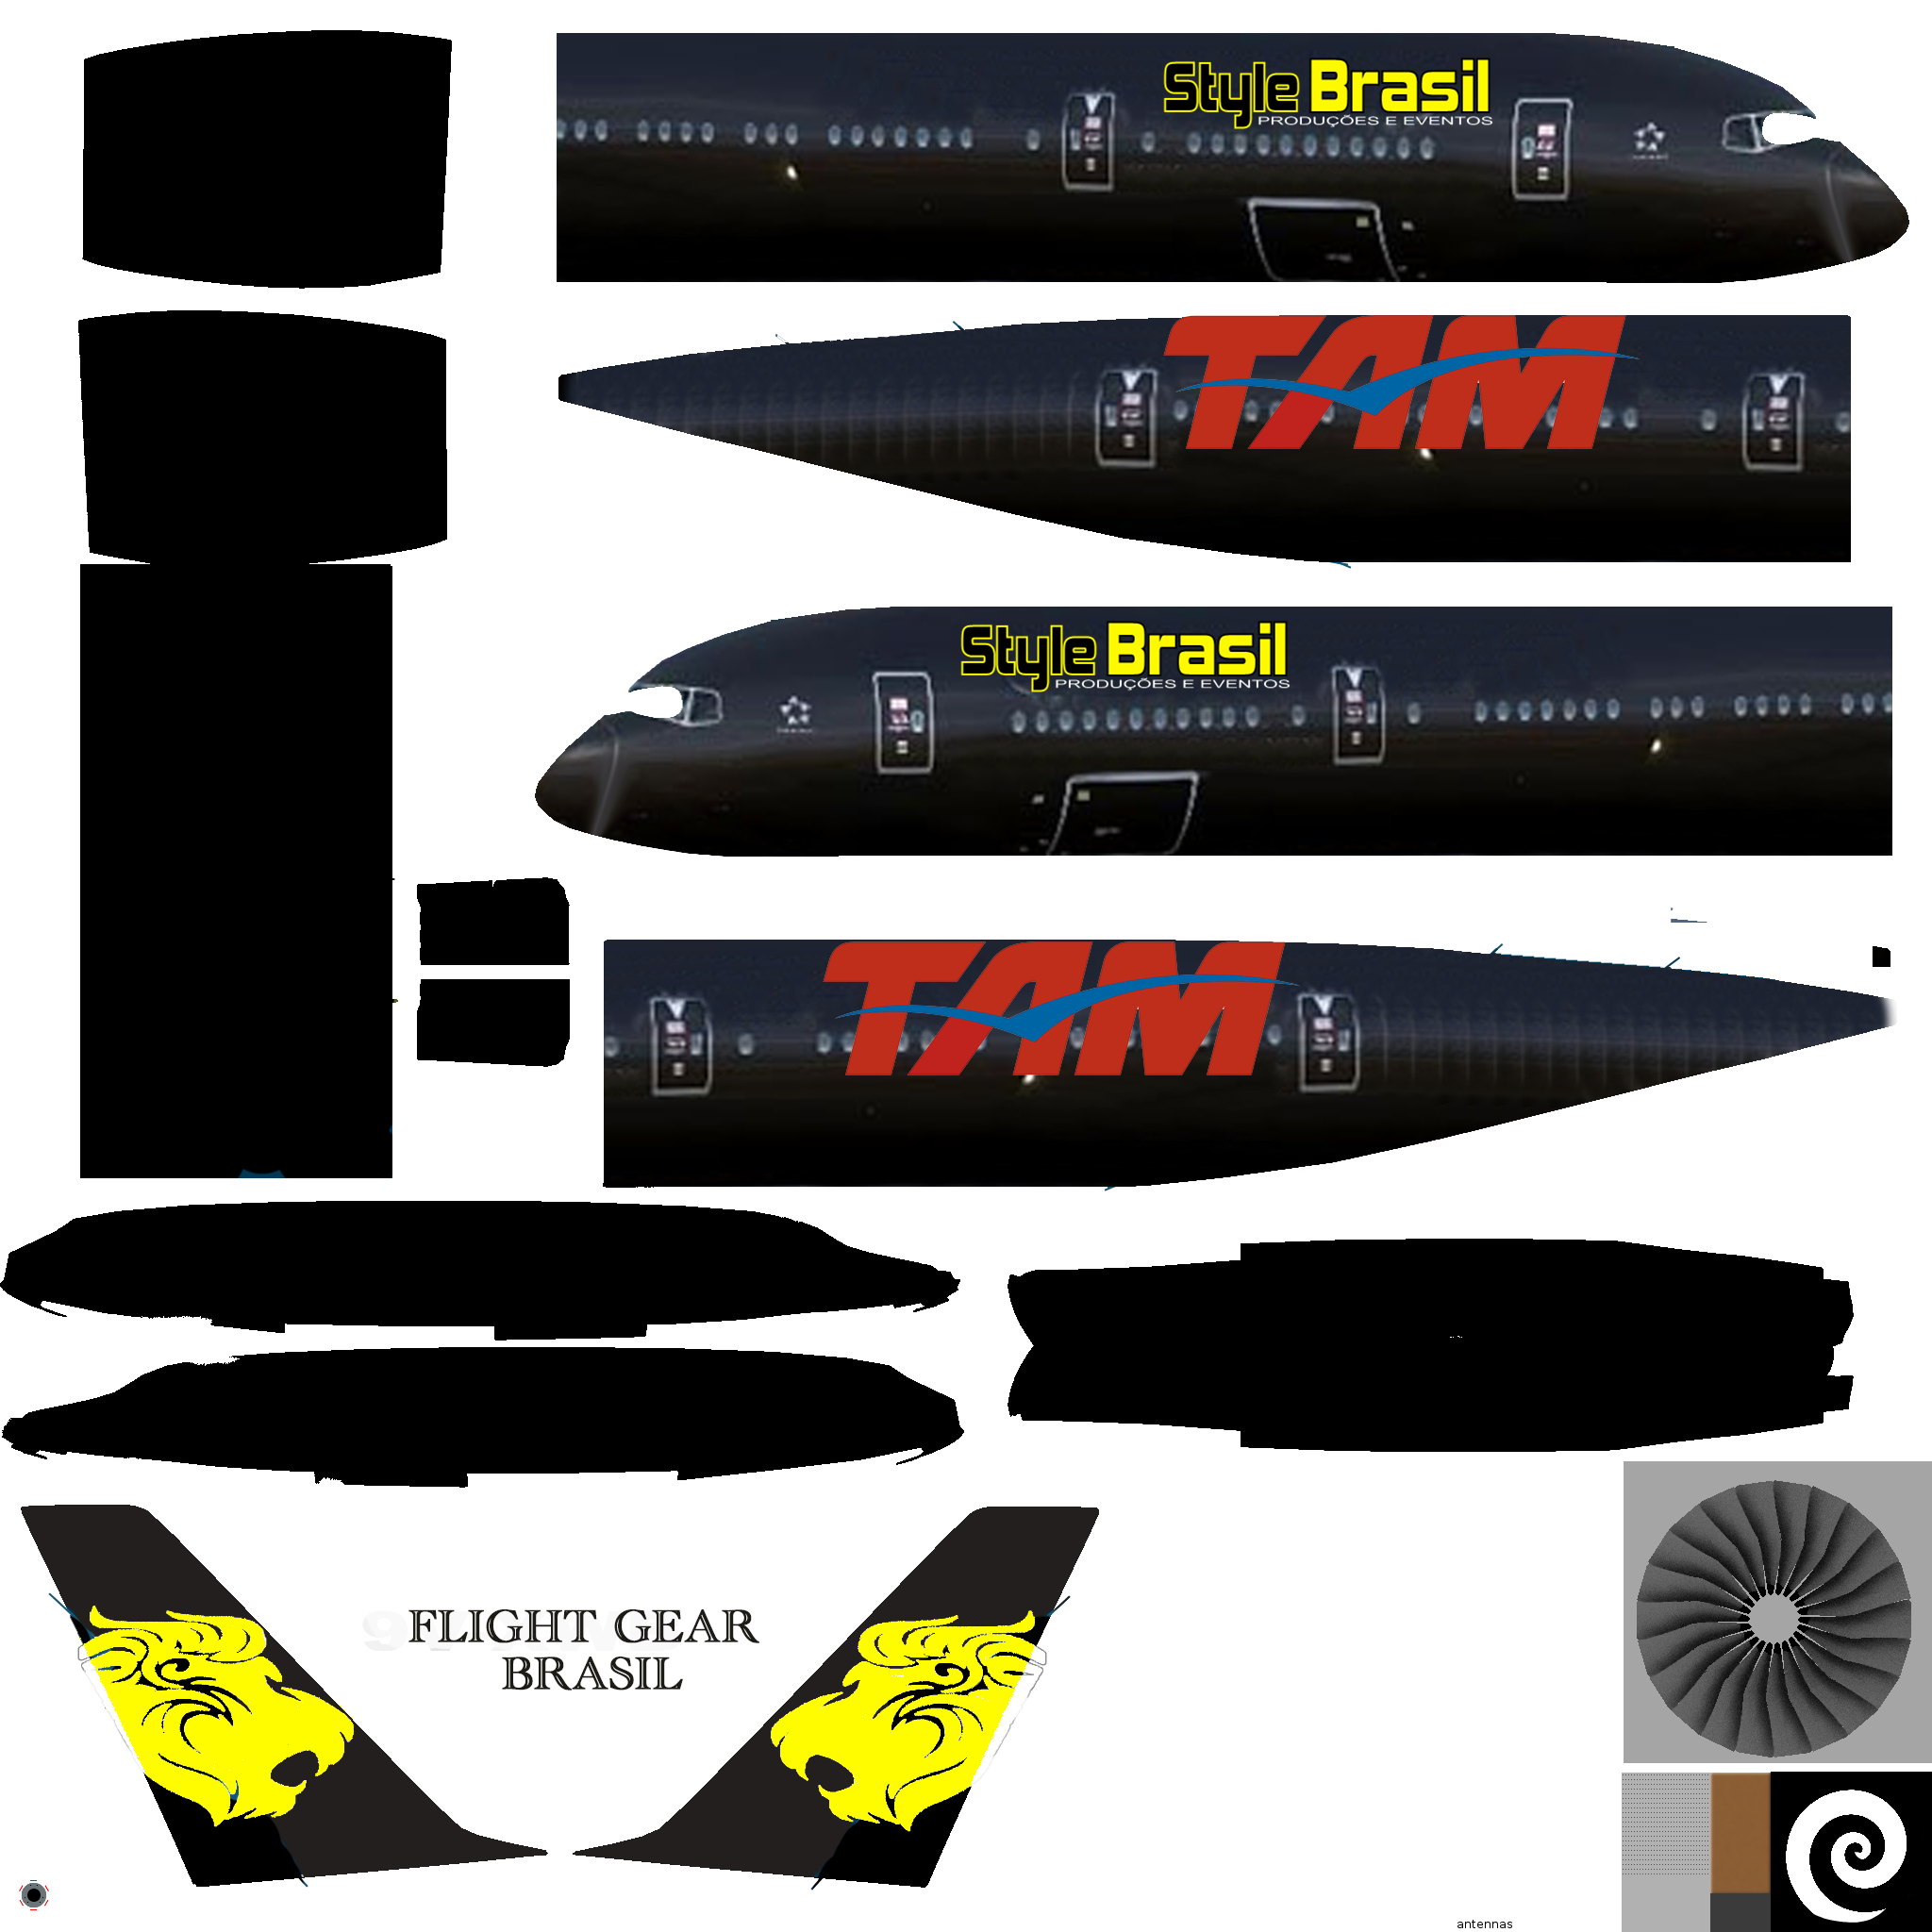 Style Brasil
PRODUÇÕES E EVENTOS
TAM
Style Brasil
PRODUÇÕES E EVENTOS
TAM
FLIGHT GEAR
BRASIL
antennas